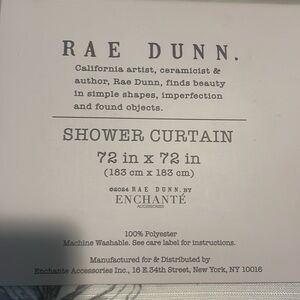 RAE DUNN.
California artist, ceramicist &
author, Rae Dunn, finds beauty
in simple shapes, imperfection
and found objects.
SHOWER CURTAIN
72 in x 72 in
(183 cm x 183 cm)
©2024 RAE DUNN. BY
ENCHANTÉ
ACCESSORIES
100% Polyester
Machine Washable. See care label for instructions.
Manufactured for & Distributed by
Enchante Accessories Inc., 16 E.34th Street, New York, NY 10016